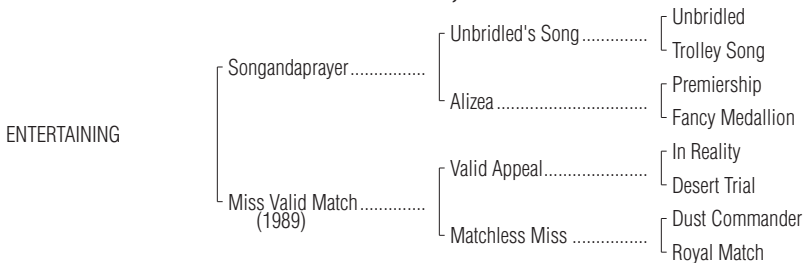 Unbridled
Unbridled's Song..............
Trolley Song
Songandaprayer................
Premiership
Alizea................................
Fancy Medallion
ENTERTAINING
In Reality
Valid Appeal......................
Desert Trial
Miss Valid Match..............
(1989)
Dust Commander
Matchless Miss ................
Royal Match